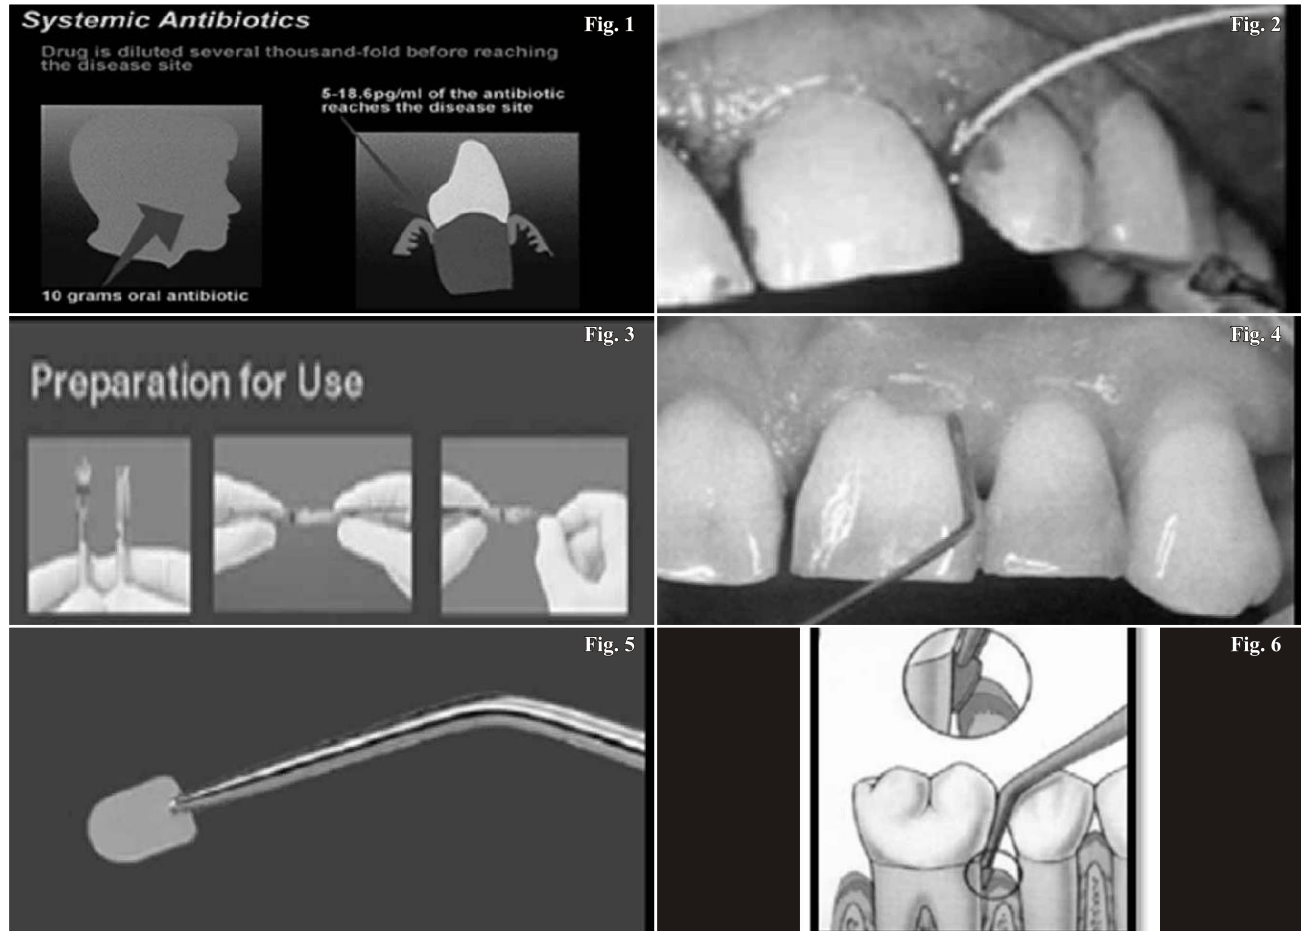 Systemic Antibiotics
Fig. 1
Drug is diluted several thousand-fold before reaching
the disease site
5-18.6pg/ml of the antibiotic
reaches the disease site
10 grams oral antibiotic
Fig. 2
Fig. 3
Preparation for Use
Fig. 4
Fig. 5
Fig. 6